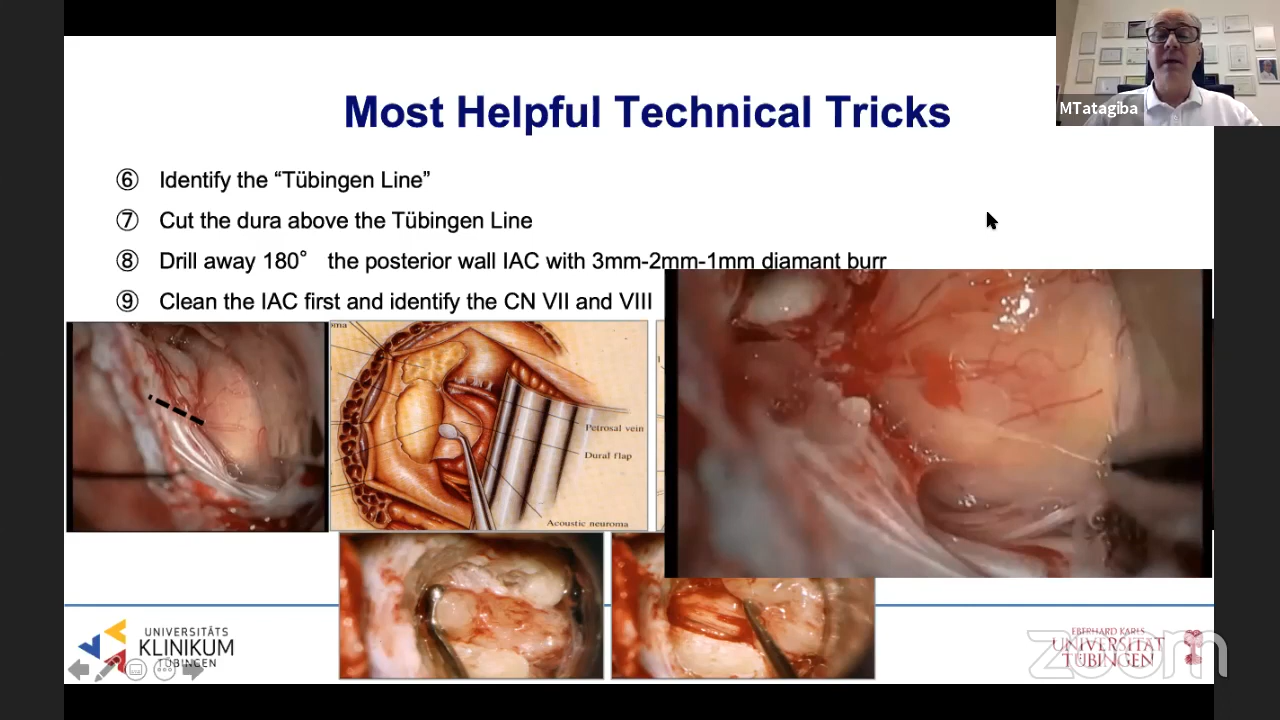 MTatagiba
Most Helpful Technical Tricks
⑥ Identify the “Tübingen Line”
⑦ Cut the dura above the Tübingen Line
⑧ Drill away 180° the posterior wall IAC with 3mm-2mm-1mm diamant burr
⑨ Clean the IAC first and identify the CN VII and VIII
oma
Petrosal vein
Dural flap
Acoustic neuroma
UNIVERSITÄTS
KLINIKUM
TÜBINGEN
EBERHARD KARLS
UNIVERSITÄT
TÜBINGEN
zoom